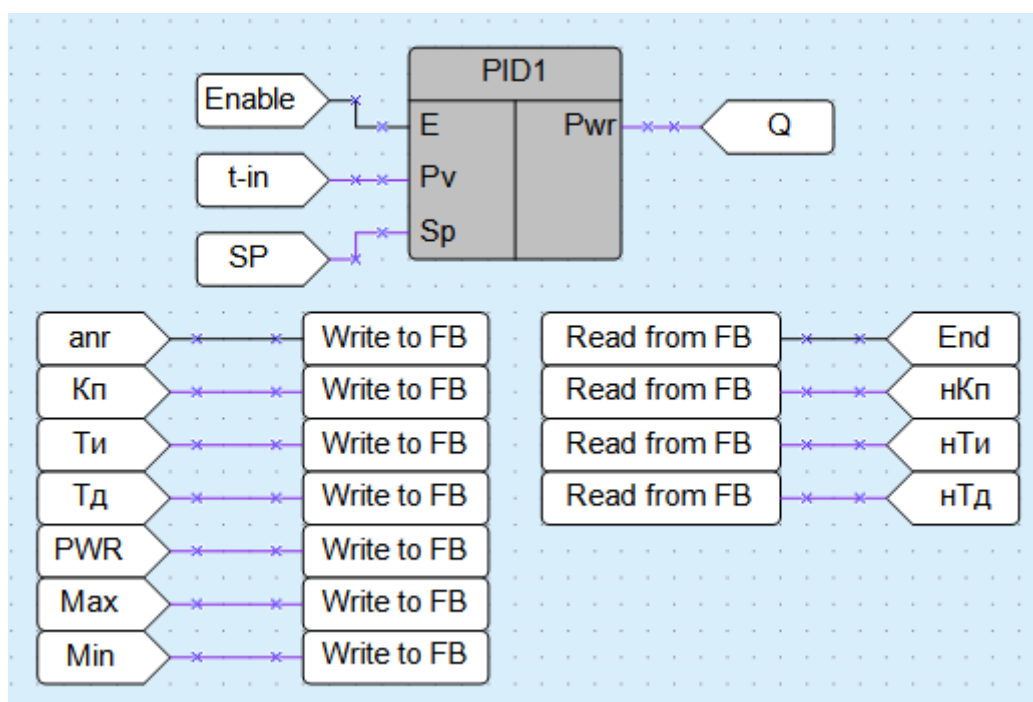 PID1
Enable
E
Pwr
Q
t-in
Pv
SP
Sp
anr
Write to FB
Read from FB
End
Кп
Write to FB
Read from FB
нКп
Ти
Write to FB
Read from FB
нТи
Тд
Write to FB
Read from FB
нТд
PWR
Write to FB
Max
Write to FB
Min
Write to FB